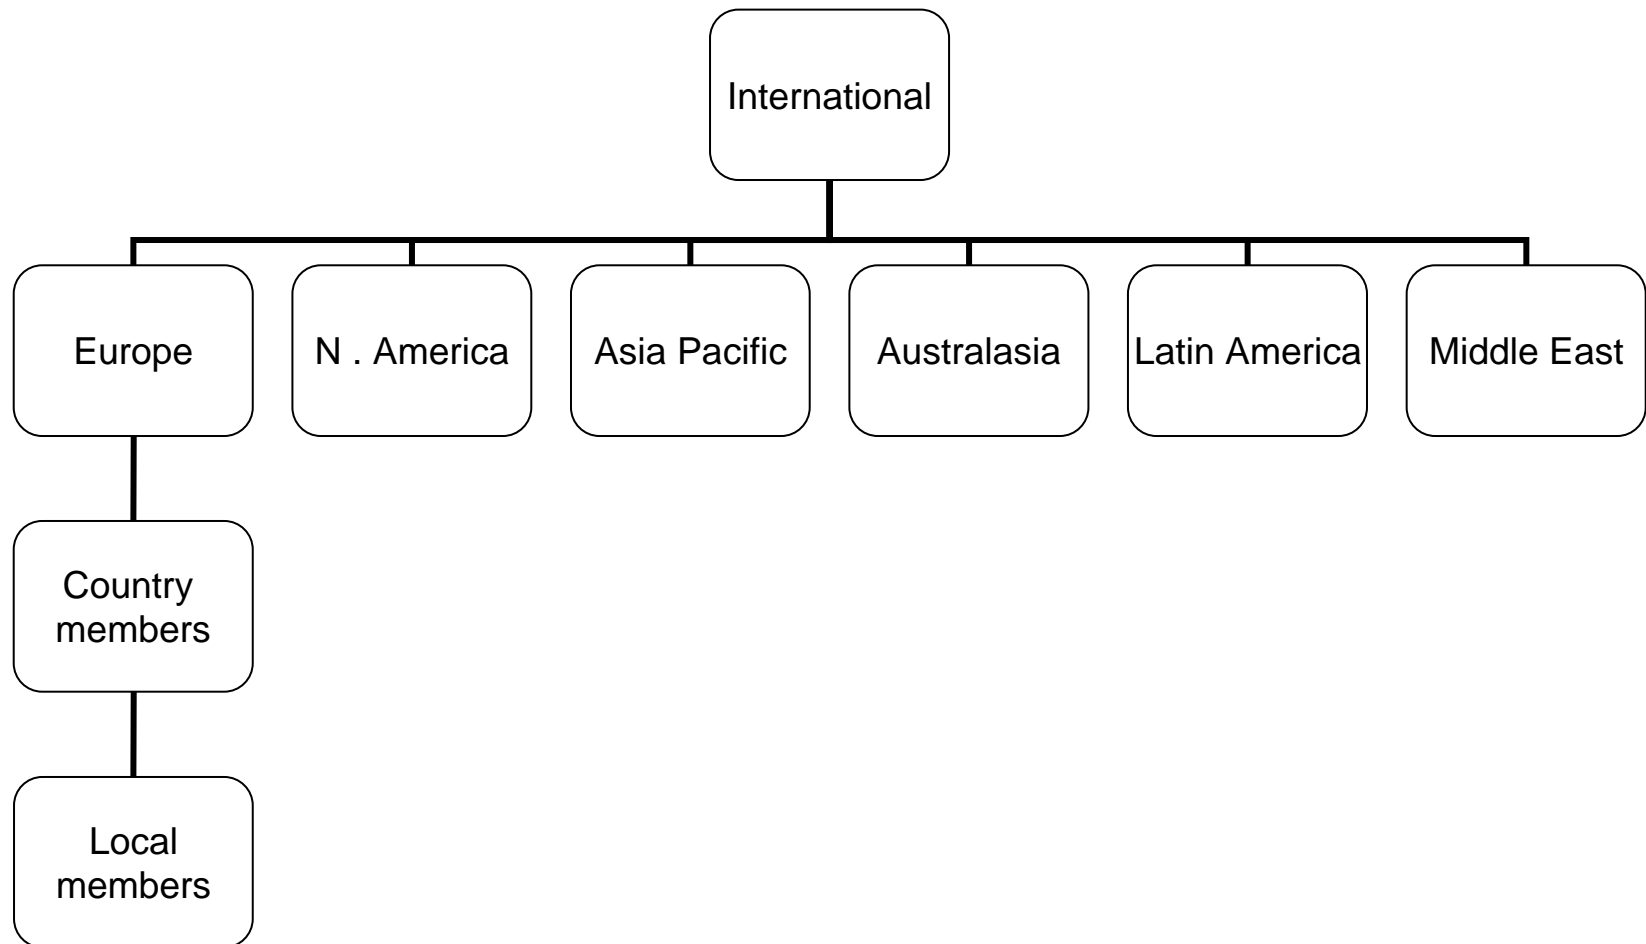 International
Europe
N . America
Asia Pacific
Australasia
Latin America
Middle East
Country
members
Local
members